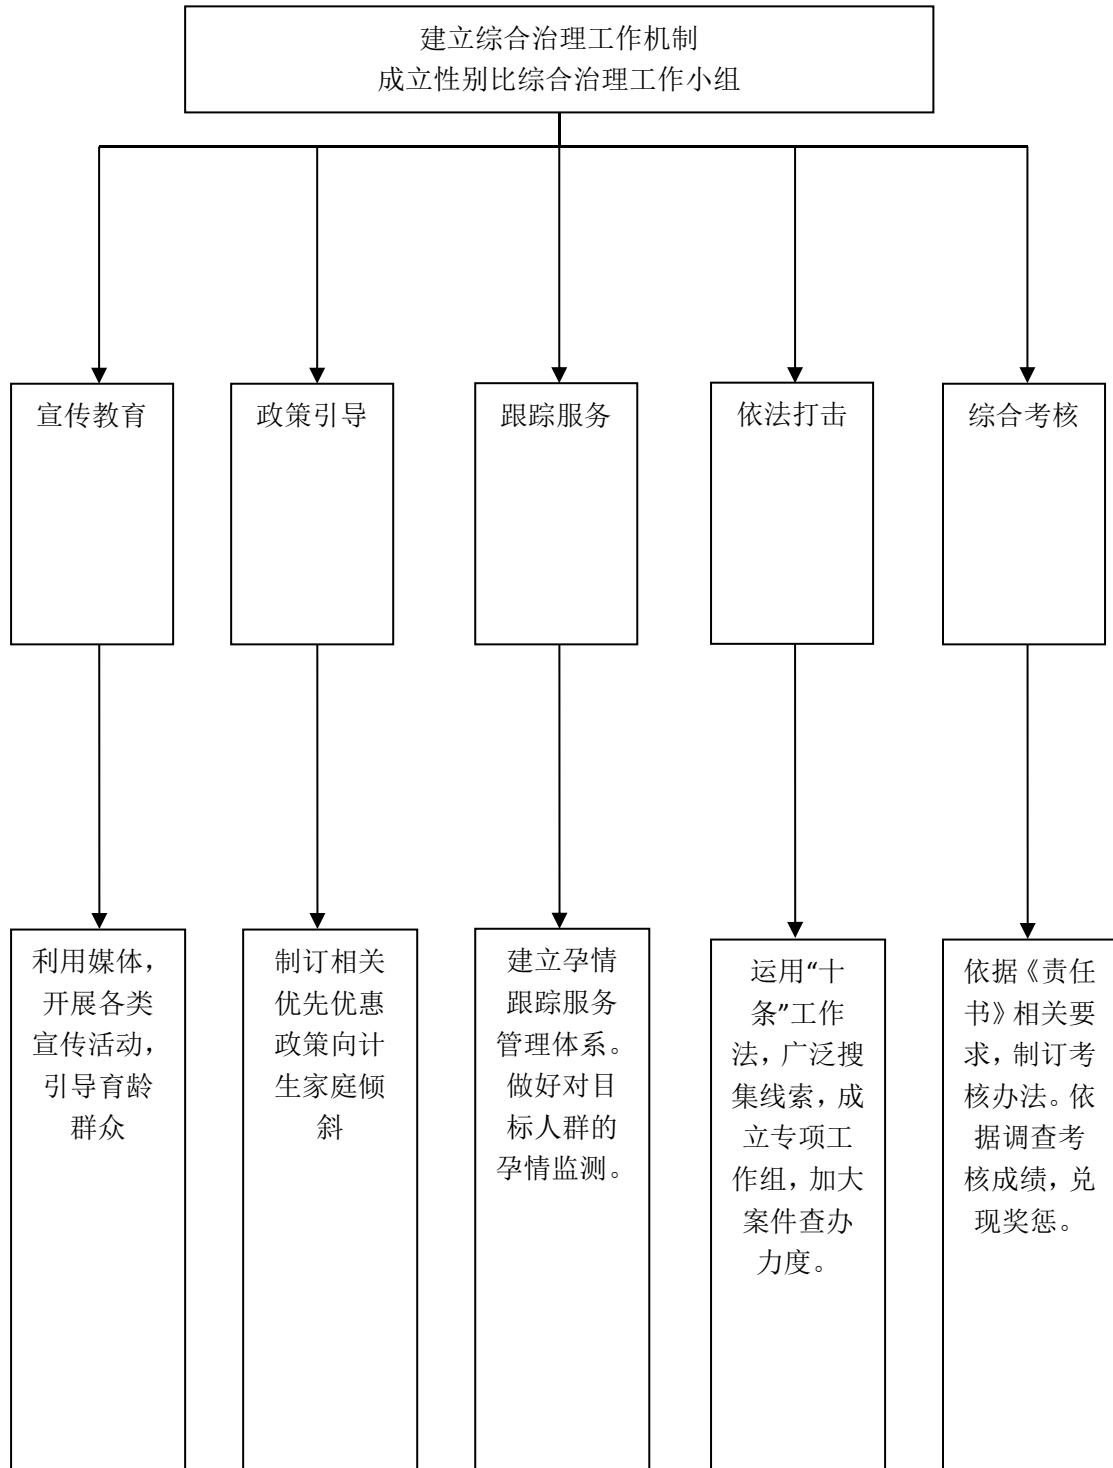 建立综合治理工作机制
成立性别比综合治理工作小组
宣传教育
政策引导
跟踪服务
依法打击
综合考核
利用媒体，
开展各类
宣传活动，
引导育龄
群众
制订相关
优先优惠
政策向计
生家庭倾
斜
建立孕情
跟踪服务
管理体系。
做好对目
标人群的
孕情监测。
运用“十
条”工作
法，广泛搜
集线索，成
立专项工
作组，加大
案件查办
力度。
依据《责任
书》相关要
求，制订考
核办法。依
据调查考
核成绩，兑
现奖惩。